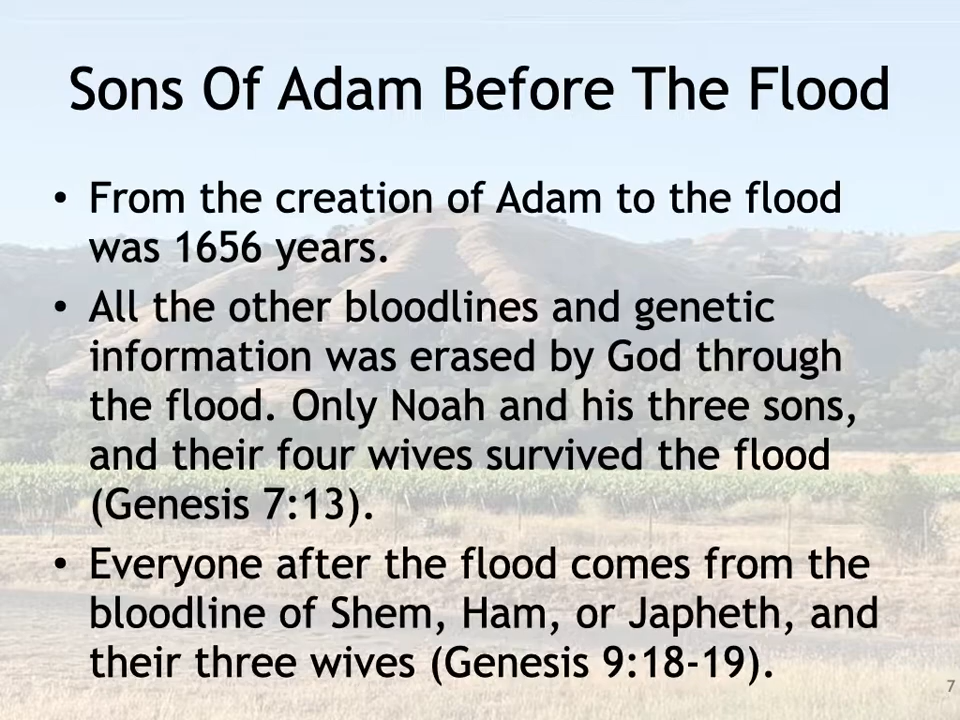 Sons Of Adam Before The Flood
• From the creation of Adam to the flood
was 1656 years.
• All the other bloodlines and genetic
information was erased by God through
the flood. Only Noah and his three sons,
and their four wives survived the flood
(Genesis 7:13).
• Everyone after the flood comes from the
bloodline of Shem, Ham, or Japheth, and
their three wives (Genesis 9:18-19).
7